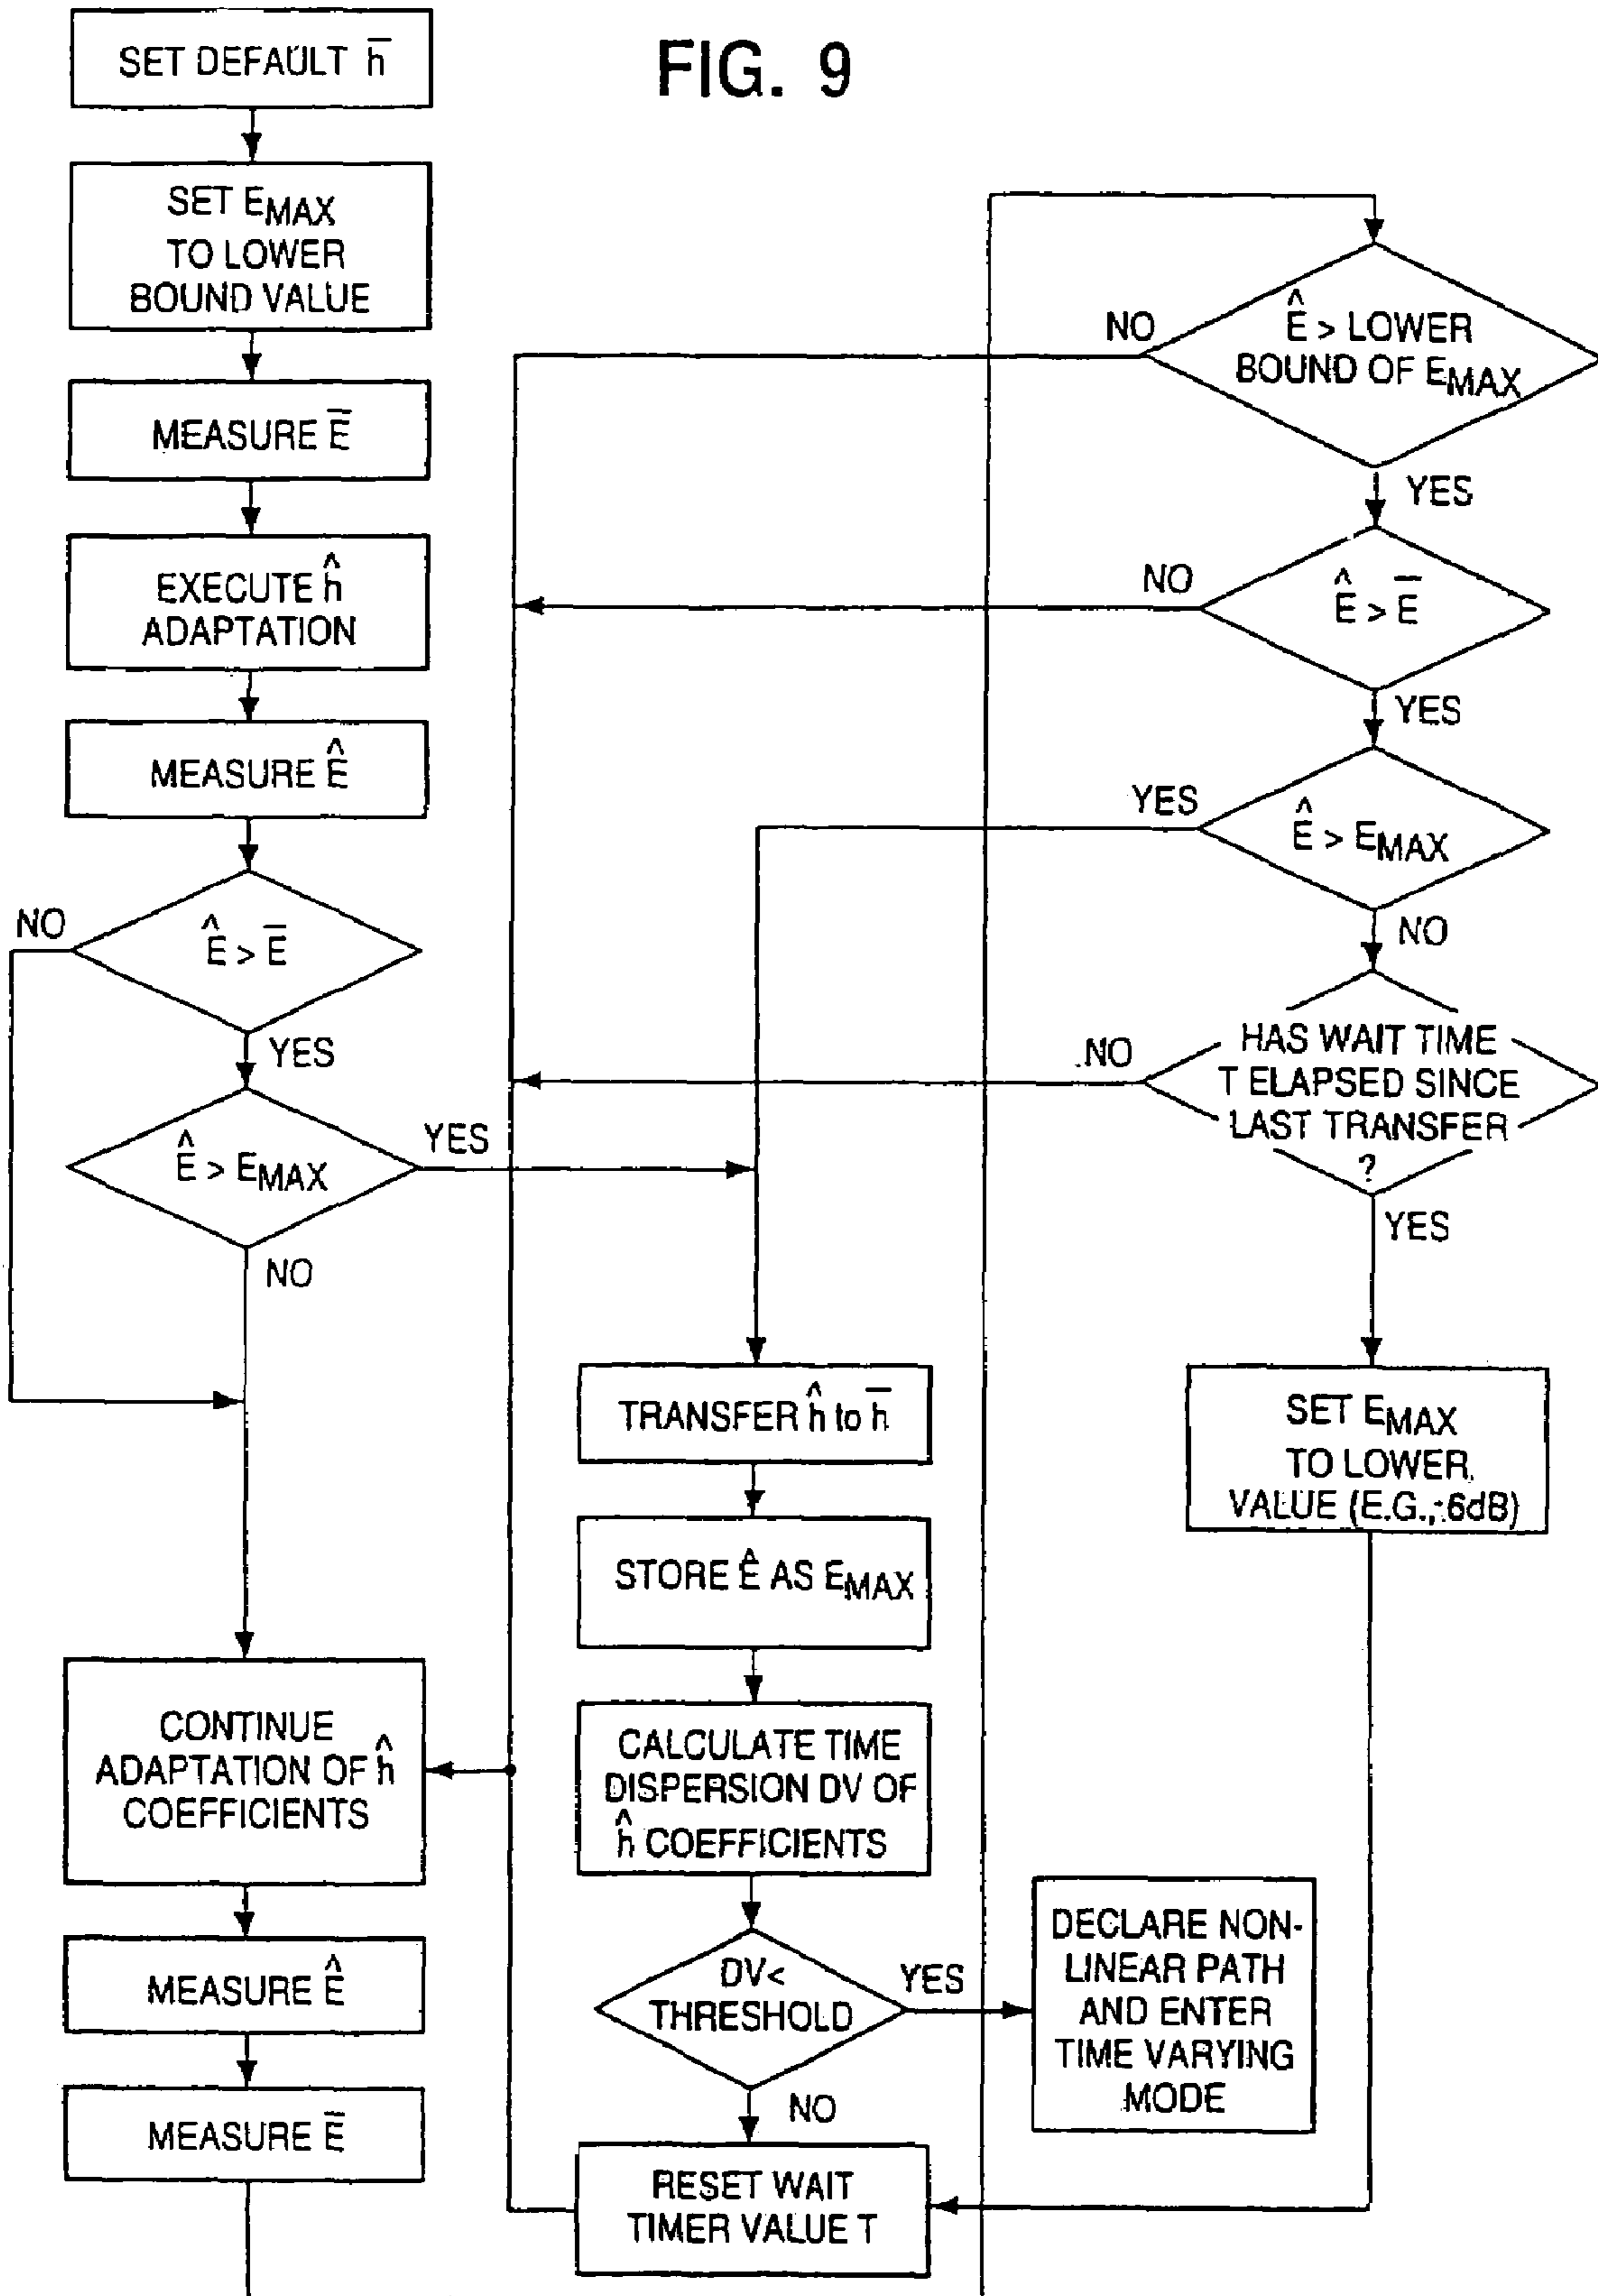 FIG. 9
SET DEFAULT h̅
SET EMAX
TO LOWER
BOUND VALUE
MEASURE E̅
EXECUTE ĥ
ADAPTATION
MEASURE Ê
Ê > E̅
NO
YES
Ê > EMAX
YES
NO
CONTINUE
ADAPTATION OF ĥ
COEFFICIENTS
MEASURE Ê
MEASURE E̅
TRANSFER ĥ to h̅
STORE Ê AS EMAX
CALCULATE TIME
DISPERSION DV OF
ĥ COEFFICIENTS
DV<
THRESHOLD
YES
NO
DECLARE NON-
LINEAR PATH
AND ENTER
TIME VARYING
MODE
RESET WAIT
TIMER VALUE T
Ê > LOWER
BOUND OF EMAX
NO
YES
Ê > E̅
NO
YES
Ê > EMAX
YES
NO
HAS WAIT TIME
T ELAPSED SINCE
LAST TRANSFER
?
NO
YES
SET EMAX
TO LOWER
VALUE (E.G., 6dB)